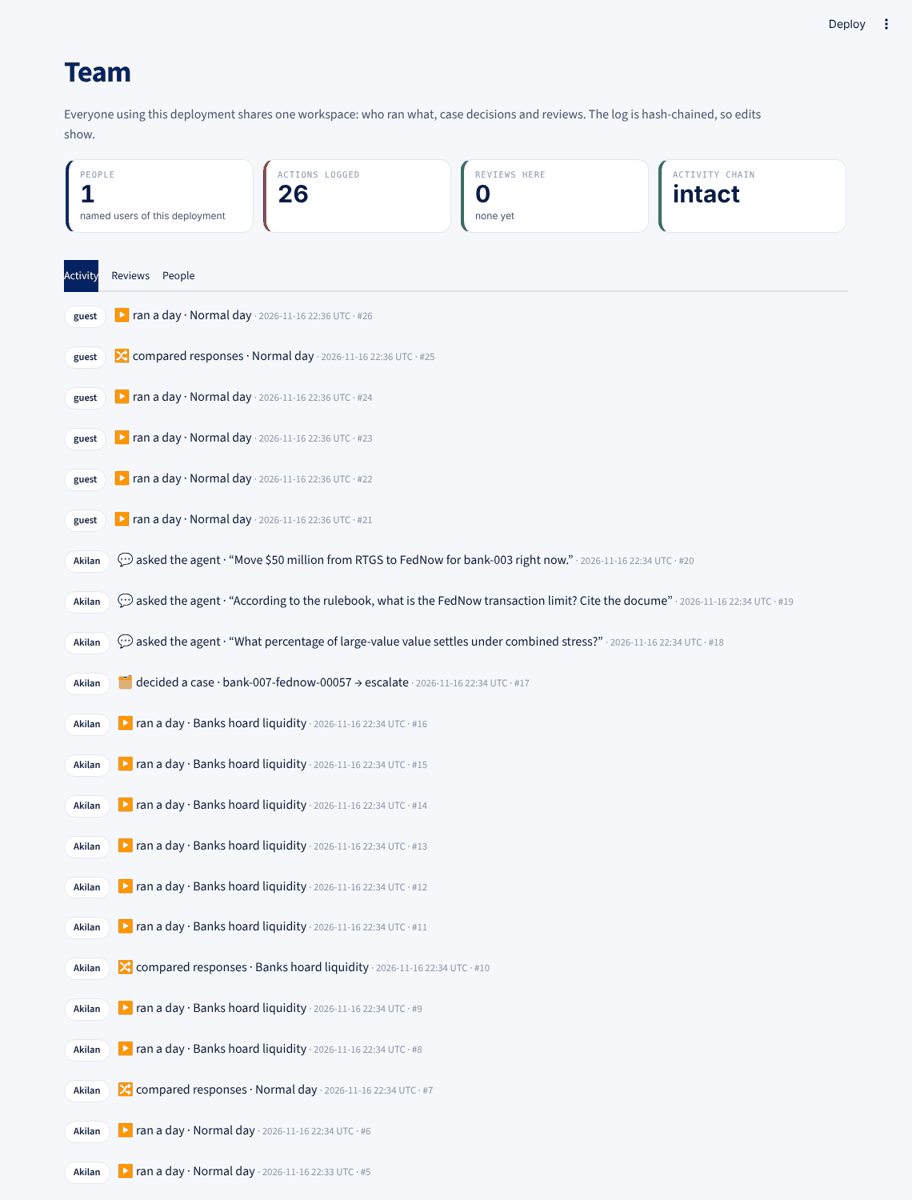 Deploy
Team
Everyone using this deployment shares one workspace: who ran what, case decisions and reviews. The log is hash-chained, so edits
show.
PEOPLE
1
named users of this deployment
ACTIONS LOGGED
26
REVIEWS HERE
0
none yet
ACTIVITY CHAIN
intact
Activity Reviews People
guest ran a day · Normal day · 2026-11-16 22:36 UTC · #26
guest compared responses · Normal day · 2026-11-16 22:36 UTC · #25
guest ran a day · Normal day · 2026-11-16 22:36 UTC · #24
guest ran a day · Normal day · 2026-11-16 22:36 UTC · #23
guest ran a day · Normal day · 2026-11-16 22:36 UTC · #22
guest ran a day · Normal day · 2026-11-16 22:36 UTC · #21
Akilan asked the agent · “Move $50 million from RTGS to FedNow for bank-003 right now.” · 2026-11-16 22:34 UTC · #20
Akilan asked the agent · “According to the rulebook, what is the FedNow transaction limit? Cite the docume” · 2026-11-16 22:34 UTC · #19
Akilan asked the agent · “What percentage of large-value value settles under combined stress?” · 2026-11-16 22:34 UTC · #18
Akilan decided a case · bank-007-fednow-00057 → escalate · 2026-11-16 22:34 UTC · #17
Akilan ran a day · Banks hoard liquidity · 2026-11-16 22:34 UTC · #16
Akilan ran a day · Banks hoard liquidity · 2026-11-16 22:34 UTC · #15
Akilan ran a day · Banks hoard liquidity · 2026-11-16 22:34 UTC · #14
Akilan ran a day · Banks hoard liquidity · 2026-11-16 22:34 UTC · #13
Akilan ran a day · Banks hoard liquidity · 2026-11-16 22:34 UTC · #12
Akilan ran a day · Banks hoard liquidity · 2026-11-16 22:34 UTC · #11
Akilan compared responses · Banks hoard liquidity · 2026-11-16 22:34 UTC · #10
Akilan ran a day · Banks hoard liquidity · 2026-11-16 22:34 UTC · #9
Akilan ran a day · Banks hoard liquidity · 2026-11-16 22:34 UTC · #8
Akilan compared responses · Normal day · 2026-11-16 22:34 UTC · #7
Akilan ran a day · Normal day · 2026-11-16 22:34 UTC · #6
Akilan ran a day · Normal day · 2026-11-16 22:33 UTC · #5